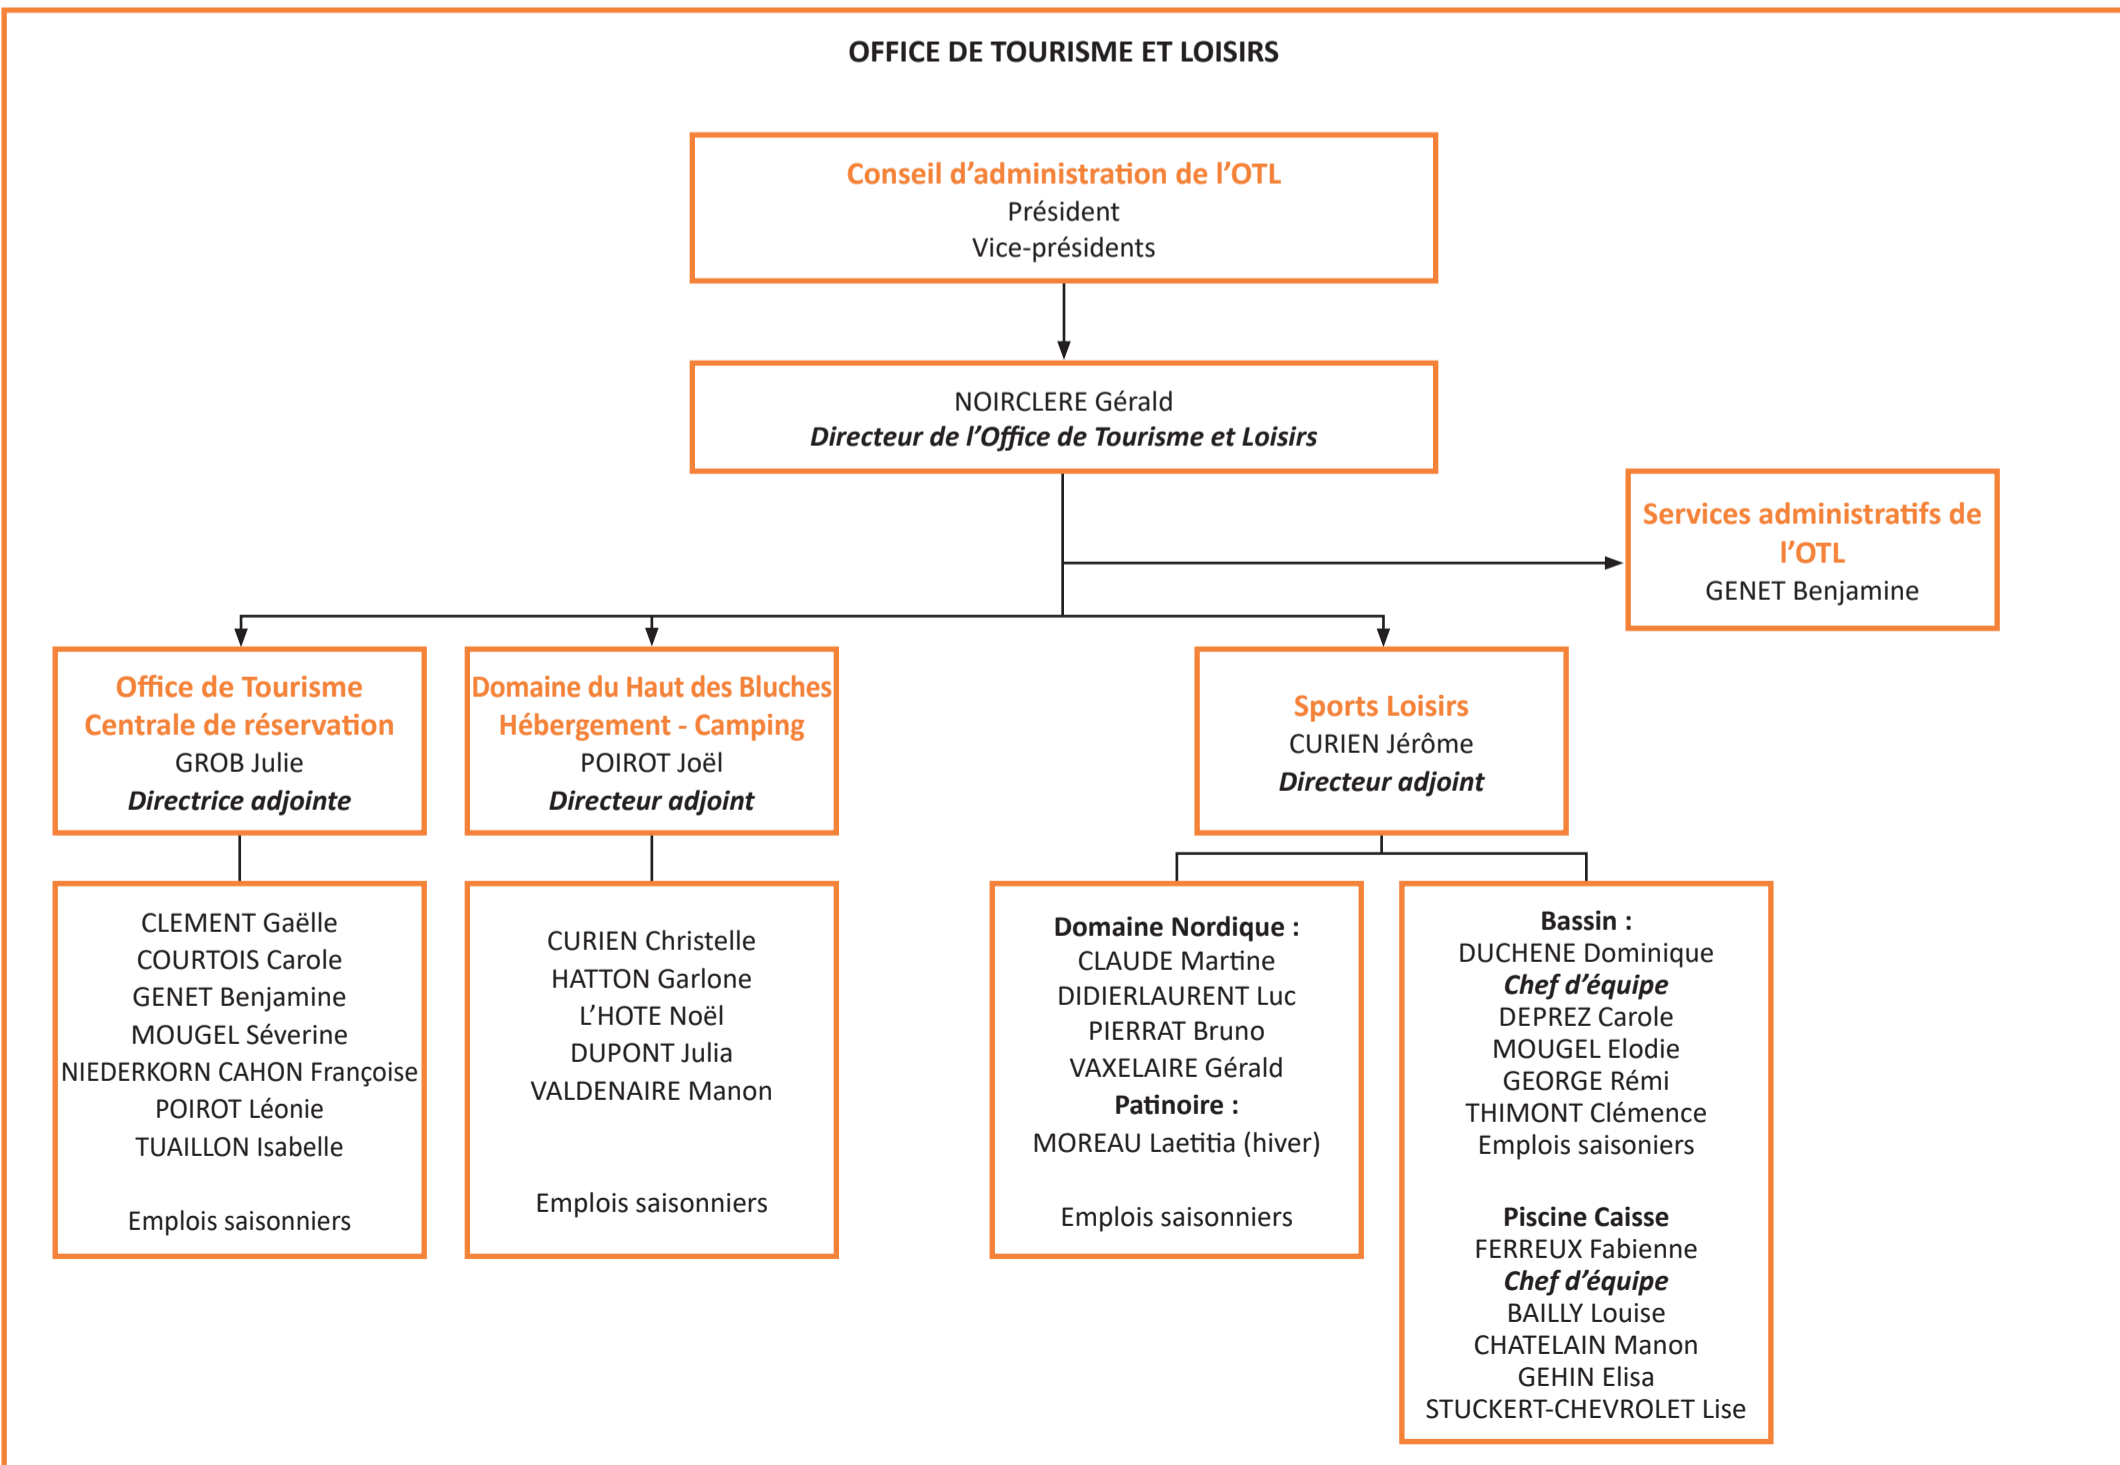 OFFICE DE TOURISME ET LOISIRS
Conseil d’administration de l’OTL
Président
Vice-présidents
NOIRCLERE Gérald
Directeur de l’Office de Tourisme et Loisirs
Services administratifs de
l’OTL
GENET Benjamine
Office de Tourisme
Centrale de réservation
GROB Julie
Directrice adjointe
Domaine du Haut des Bluches
Hébergement - Camping
POIROT Joël
Directeur adjoint
Sports Loisirs
CURIEN Jérôme
Directeur adjoint
CLEMENT Gaëlle
COURTOIS Carole
GENET Benjamine
MOUGEL Séverine
NIEDERKORN CAHON Françoise
POIROT Léonie
TUAILLON Isabelle
Emplois saisonniers
CURIEN Christelle
HATTON Garlone
L’HOTE Noël
DUPONT Julia
VALDENAIRE Manon
Emplois saisonniers
Domaine Nordique :
CLAUDE Martine
DIDIERLAURENT Luc
PIERRAT Bruno
VAXELAIRE Gérald
Patinoire :
MOREAU Laetitia (hiver)
Emplois saisonniers
Bassin :
DUCHENE Dominique
Chef d’équipe
DEPREZ Carole
MOUGEL Elodie
GEORGE Rémi
THIMONT Clémence
Emplois saisoniers
Piscine Caisse
FERREUX Fabienne
Chef d’équipe
BAILLY Louise
CHATELAIN Manon
GEHIN Elisa
STUCKERT-CHEVROLET Lise